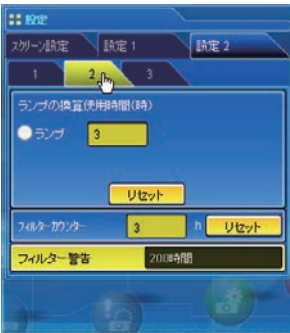 設定
スクリーン設定 設定 1 設定 2
1 2 3
ランプの換算使用時間(時)
ランプ 3
リセット
フィルターカウンター 3 h リセット
フィルター警告 200時間